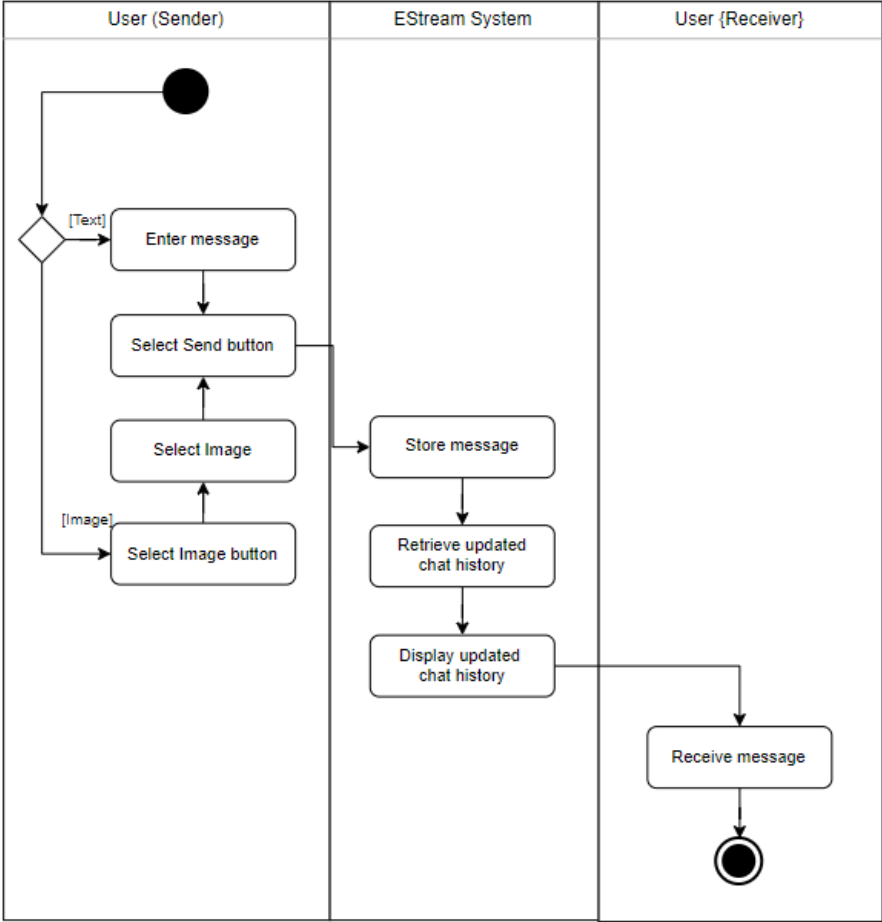 User (Sender)
EStream System
User {Receiver}
[Text]
Enter message
Select Send button
Select Image
[Image]
Select Image button
Store message
Retrieve updated
chat history
Display updated
chat history
Receive message